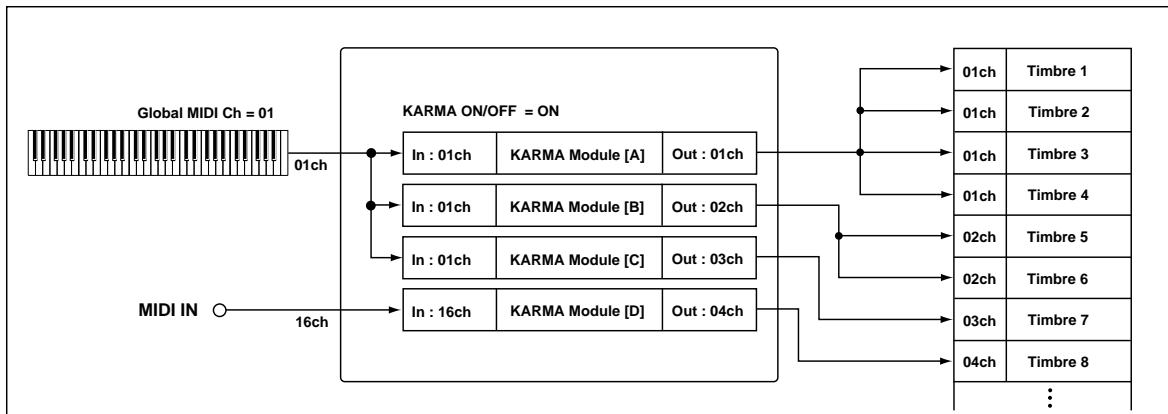 Global MIDI Ch = 01
01ch
MIDI IN
16ch
KARMA ON/OFF = ON
In : 01ch KARMA Module [A] Out : 01ch
In : 01ch KARMA Module [B] Out : 02ch
In : 01ch KARMA Module [C] Out : 03ch
In : 16ch KARMA Module [D] Out : 04ch
01ch Timbre 1
01ch Timbre 2
01ch Timbre 3
01ch Timbre 4
02ch Timbre 5
02ch Timbre 6
03ch Timbre 7
04ch Timbre 8